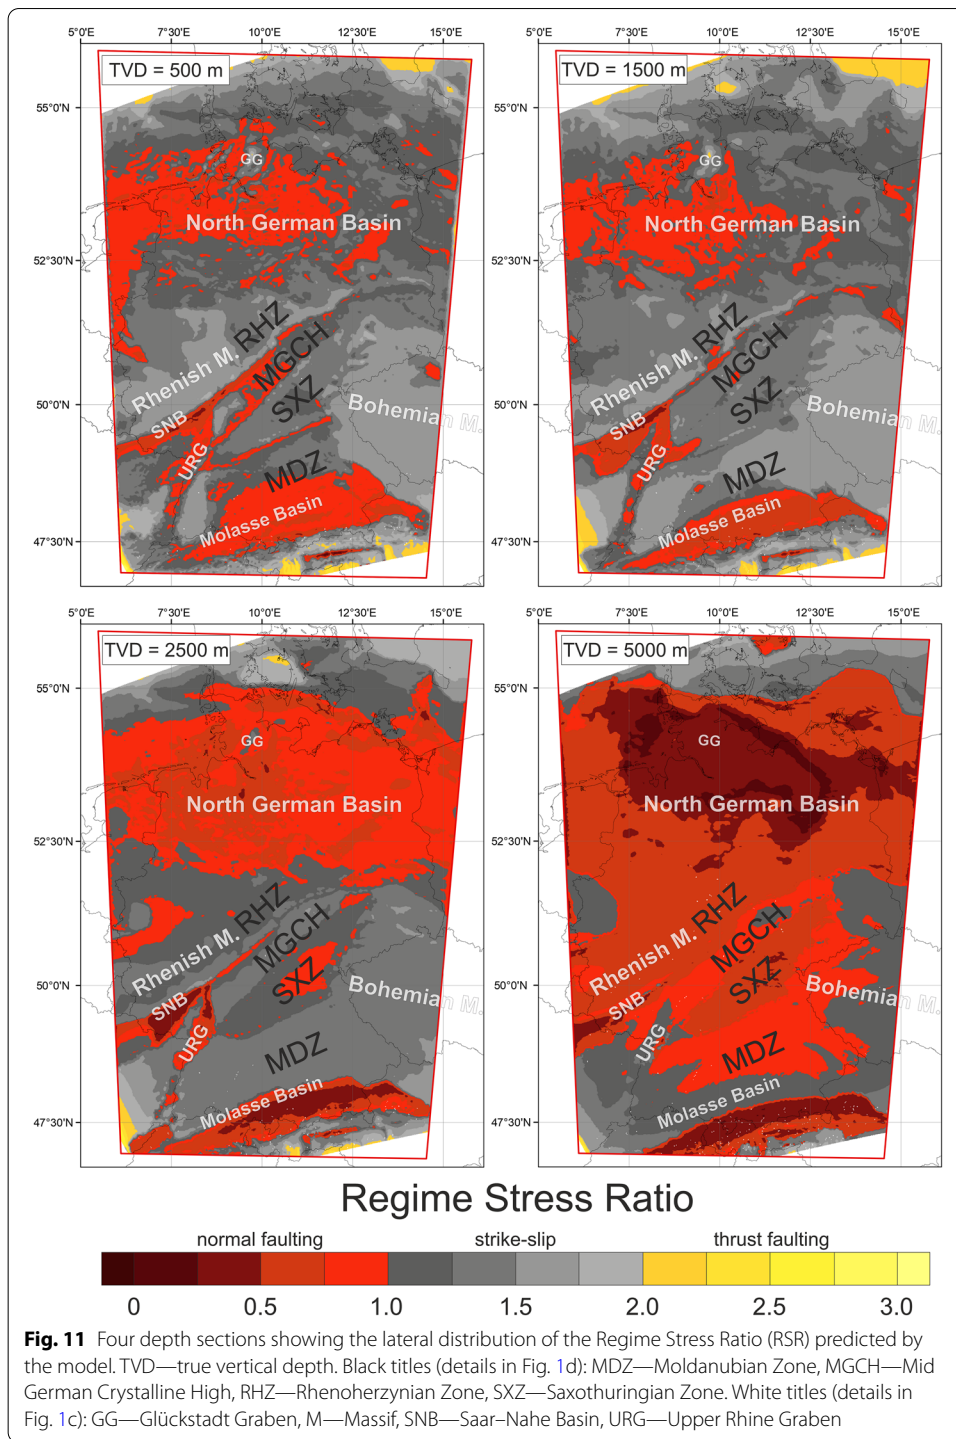 5°0'E 7°30'E 10°0'E 12°30'E 15°0'E
TVD = 500 m
55°0'N
GG
North German Basin
52°30'N
RHZ
Rhenish M.
MGCH
SXZ
50°0'N
Bohemian M.
SNB
URG
MDZ
Molasse Basin
47°30'N
5°0'E 7°30'E 10°0'E 12°30'E 15°0'E
TVD = 1500 m
55°0'N
GG
North German Basin
52°30'N
RHZ
Rhenish M.
MGCH
SXZ
50°0'N
Bohemian M.
SNB
URG
MDZ
Molasse Basin
47°30'N
5°0'E 7°30'E 10°0'E 12°30'E 15°0'E
TVD = 2500 m
55°0'N
GG
North German Basin
52°30'N
RHZ
Rhenish M.
MGCH
SXZ
50°0'N
Bohemian M.
SNB
URG
MDZ
Molasse Basin
47°30'N
5°0'E 7°30'E 10°0'E 12°30'E 15°0'E
TVD = 5000 m
55°0'N
GG
North German Basin
52°30'N
RHZ
Rhenish M.
MGCH
SXZ
50°0'N
Bohemian M.
SNB
URG
MDZ
Molasse Basin
47°30'N
Regime Stress Ratio
normal faulting strike-slip thrust faulting
0 0.5 1.0 1.5 2.0 2.5 3.0
Fig. 11 Four depth sections showing the lateral distribution of the Regime Stress Ratio (RSR) predicted by
the model. TVD—true vertical depth. Black titles (details in Fig. 1d): MDZ—Moldanubian Zone, MGCH—Mid
German Crystalline High, RHZ—Rhenoherzynian Zone, SXZ—Saxothuringian Zone. White titles (details in
Fig. 1c): GG—Glückstadt Graben, M—Massif, SNB—Saar–Nahe Basin, URG—Upper Rhine Graben